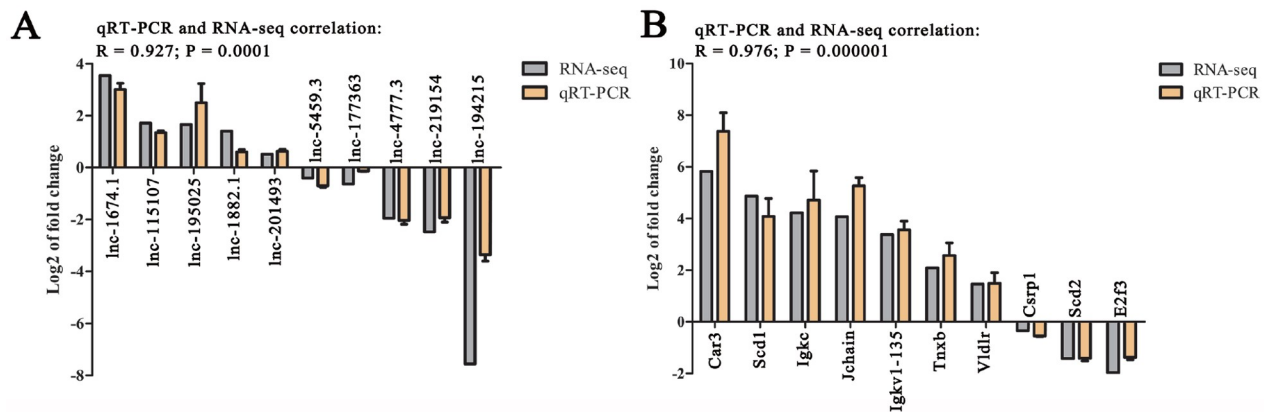 A
qRT-PCR and RNA-seq correlation:
R = 0.927; P = 0.0001
RNA-seq
qRT-PCR
Log2 of fold change
4
2
0
-2
-4
-6
-8
lnc-1674.1
lnc-115107
lnc-195025
lnc-1882.1
lnc-201493
lnc-5459.3
lnc-177363
lnc-4777.3
lnc-219154
lnc-194215
B
qRT-PCR and RNA-seq correlation:
R = 0.976; P = 0.000001
RNA-seq
qRT-PCR
Log2 of fold change
10
8
6
4
2
0
-2
Car3
Scd1
Igkc
Jchain
Igkv1-135
Tnxb
Vldlr
Csrp1
Scd2
E2f3